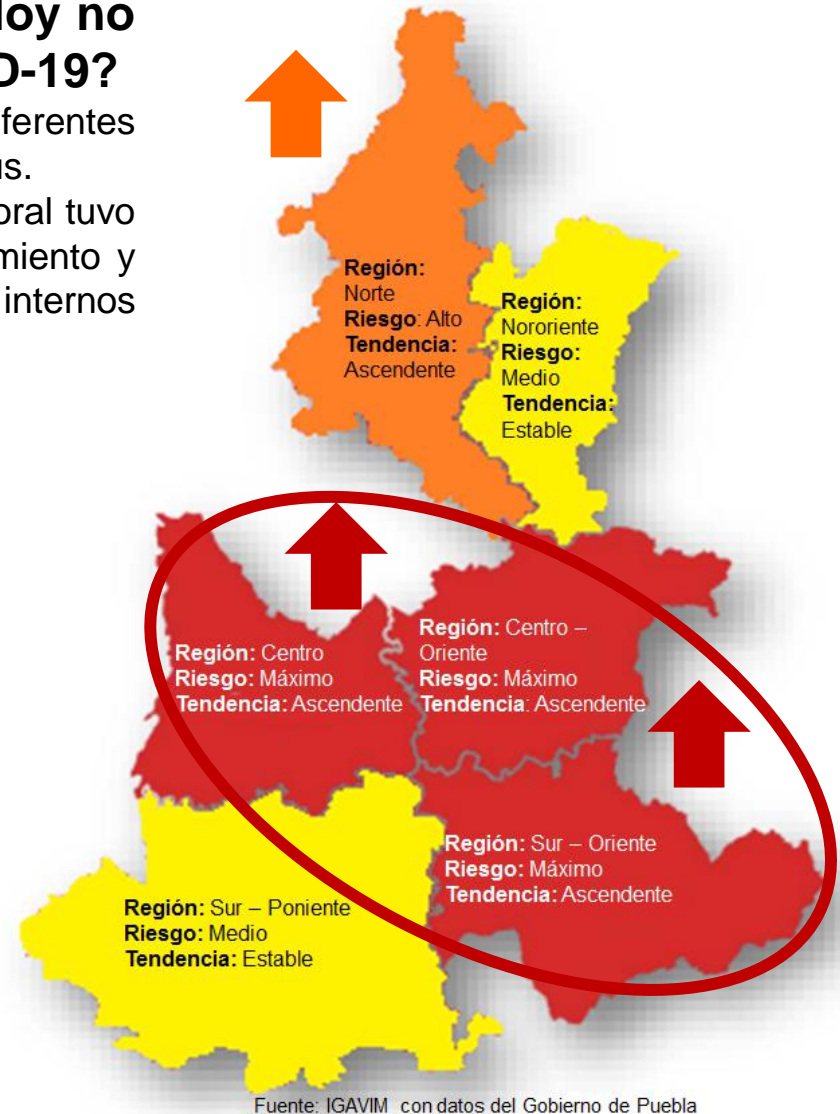 loy no
D-19?
ferentes
us.
oral tuvo
miento y
internos
Región:
Norte
Riesgo: Alto
Tendencia:
Ascendente
Región:
Nororiente
Riesgo:
Medio
Tendencia:
Estable
Región: Centro
Riesgo: Máximo
Tendencia: Ascendente
Región: Centro –
Oriente
Riesgo: Máximo
Tendencia: Ascendente
Región: Sur – Oriente
Riesgo: Máximo
Tendencia: Ascendente
Región: Sur – Poniente
Riesgo: Medio
Tendencia: Estable
Fuente: IGAVIM con datos del Gobierno de Puebla